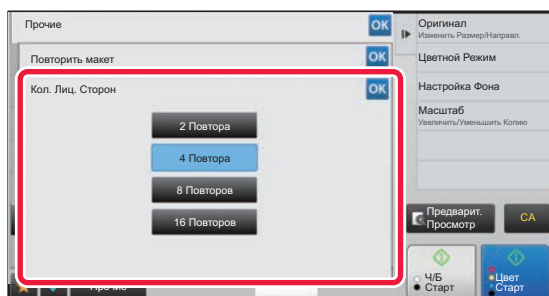 Прочие
OK
Повторить макет
OK
Кол. Лиц. Сторон
OK
2 Повтора
4 Повтора
8 Повторов
16 Повторов
Оригинал
Изменить Размер/Направл.
Цветной Режим
Настройка Фона
Масштаб
Увеличить/Уменьшить Копию
Предварит.
Просмотр
CA
Ч/Б
Старт
Цвет
Старт
Прочие